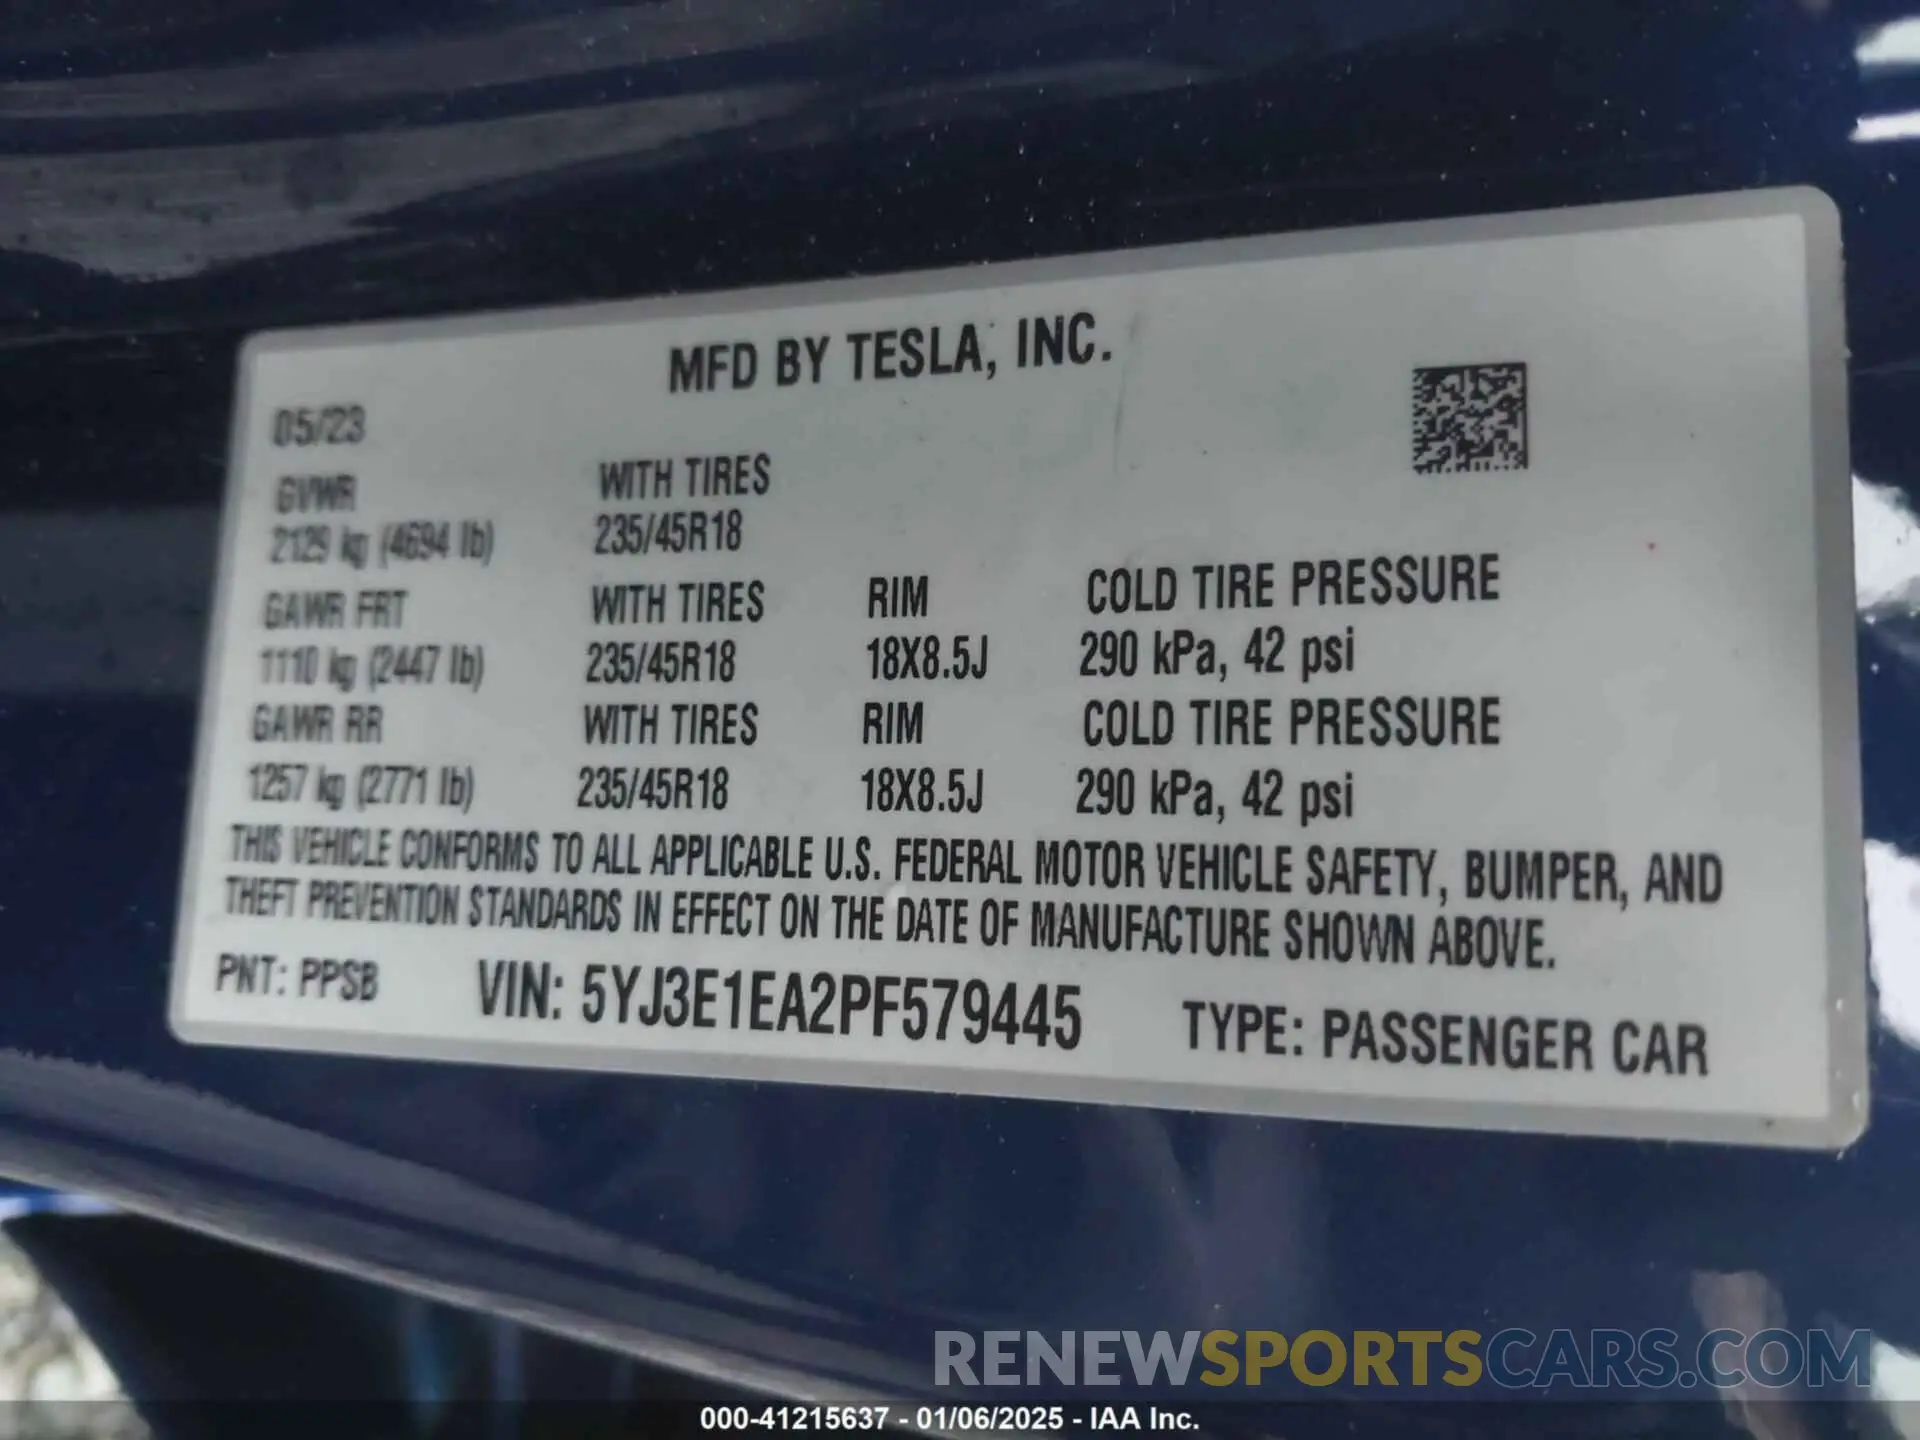 MFD BY TESLA, INC.
05/23
GVWR WITH TIRES
2129 kg (4694 lb) 235/45R18
GAWR FRT WITH TIRES RIM COLD TIRE PRESSURE
1110 kg (2447 lb) 235/45R18 18X8.5J 290 kPa, 42 psi
GAWR RR WITH TIRES RIM COLD TIRE PRESSURE
1257 kg (2771 lb) 235/45R18 18X8.5J 290 kPa, 42 psi
THIS VEHICLE CONFORMS TO ALL APPLICABLE U.S. FEDERAL MOTOR VEHICLE SAFETY, BUMPER, AND
THEFT PREVENTION STANDARDS IN EFFECT ON THE DATE OF MANUFACTURE SHOWN ABOVE.
PNT: PPSB VIN: 5YJ3E1EA2PF579445 TYPE: PASSENGER CAR
RENEWSPORTSCARS.COM
000-41215637 - 01/06/2025 - IAA Inc.